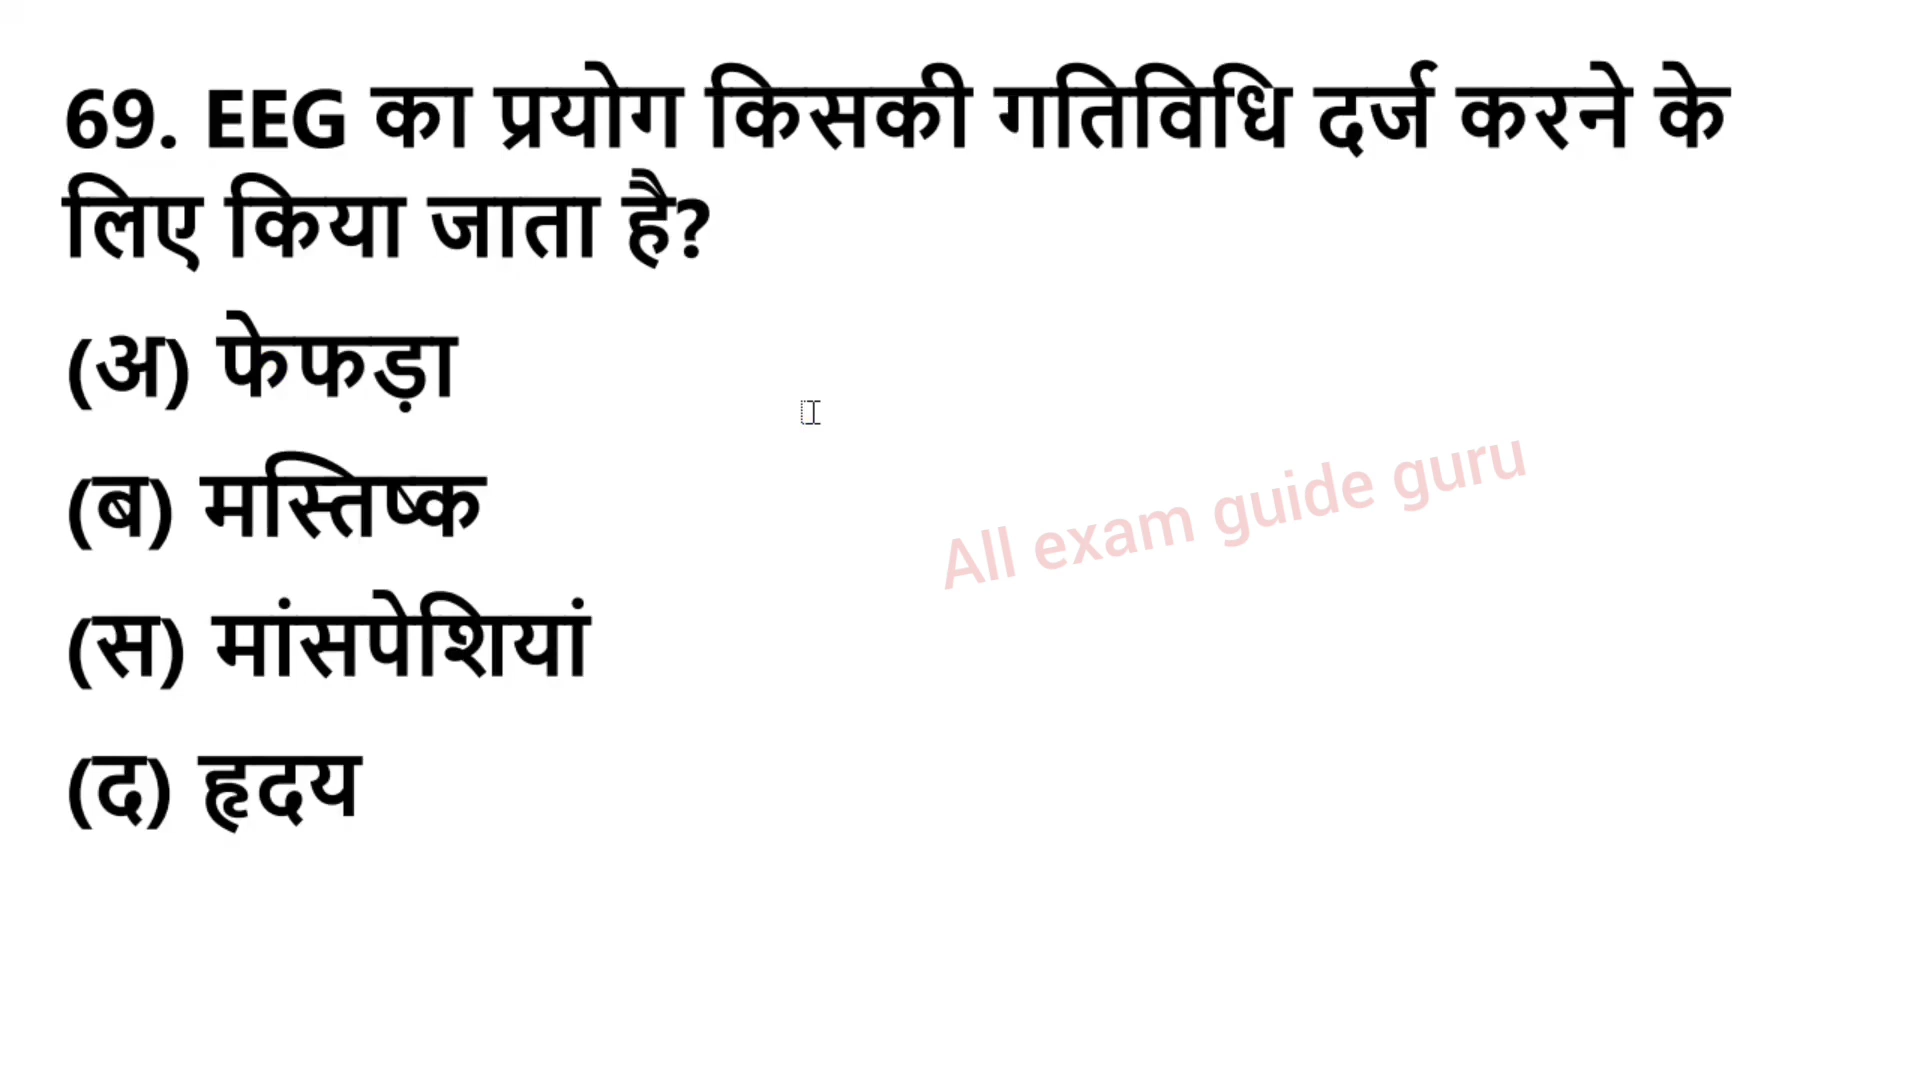 69. EEG का प्रयोग किसकी गतिविधि दर्ज करने के
लिए किया जाता है?
(अ) फेफड़ा
(ब) मस्तिष्क
All exam guide guru
(स) मांसपेशियां
(द) हृदय